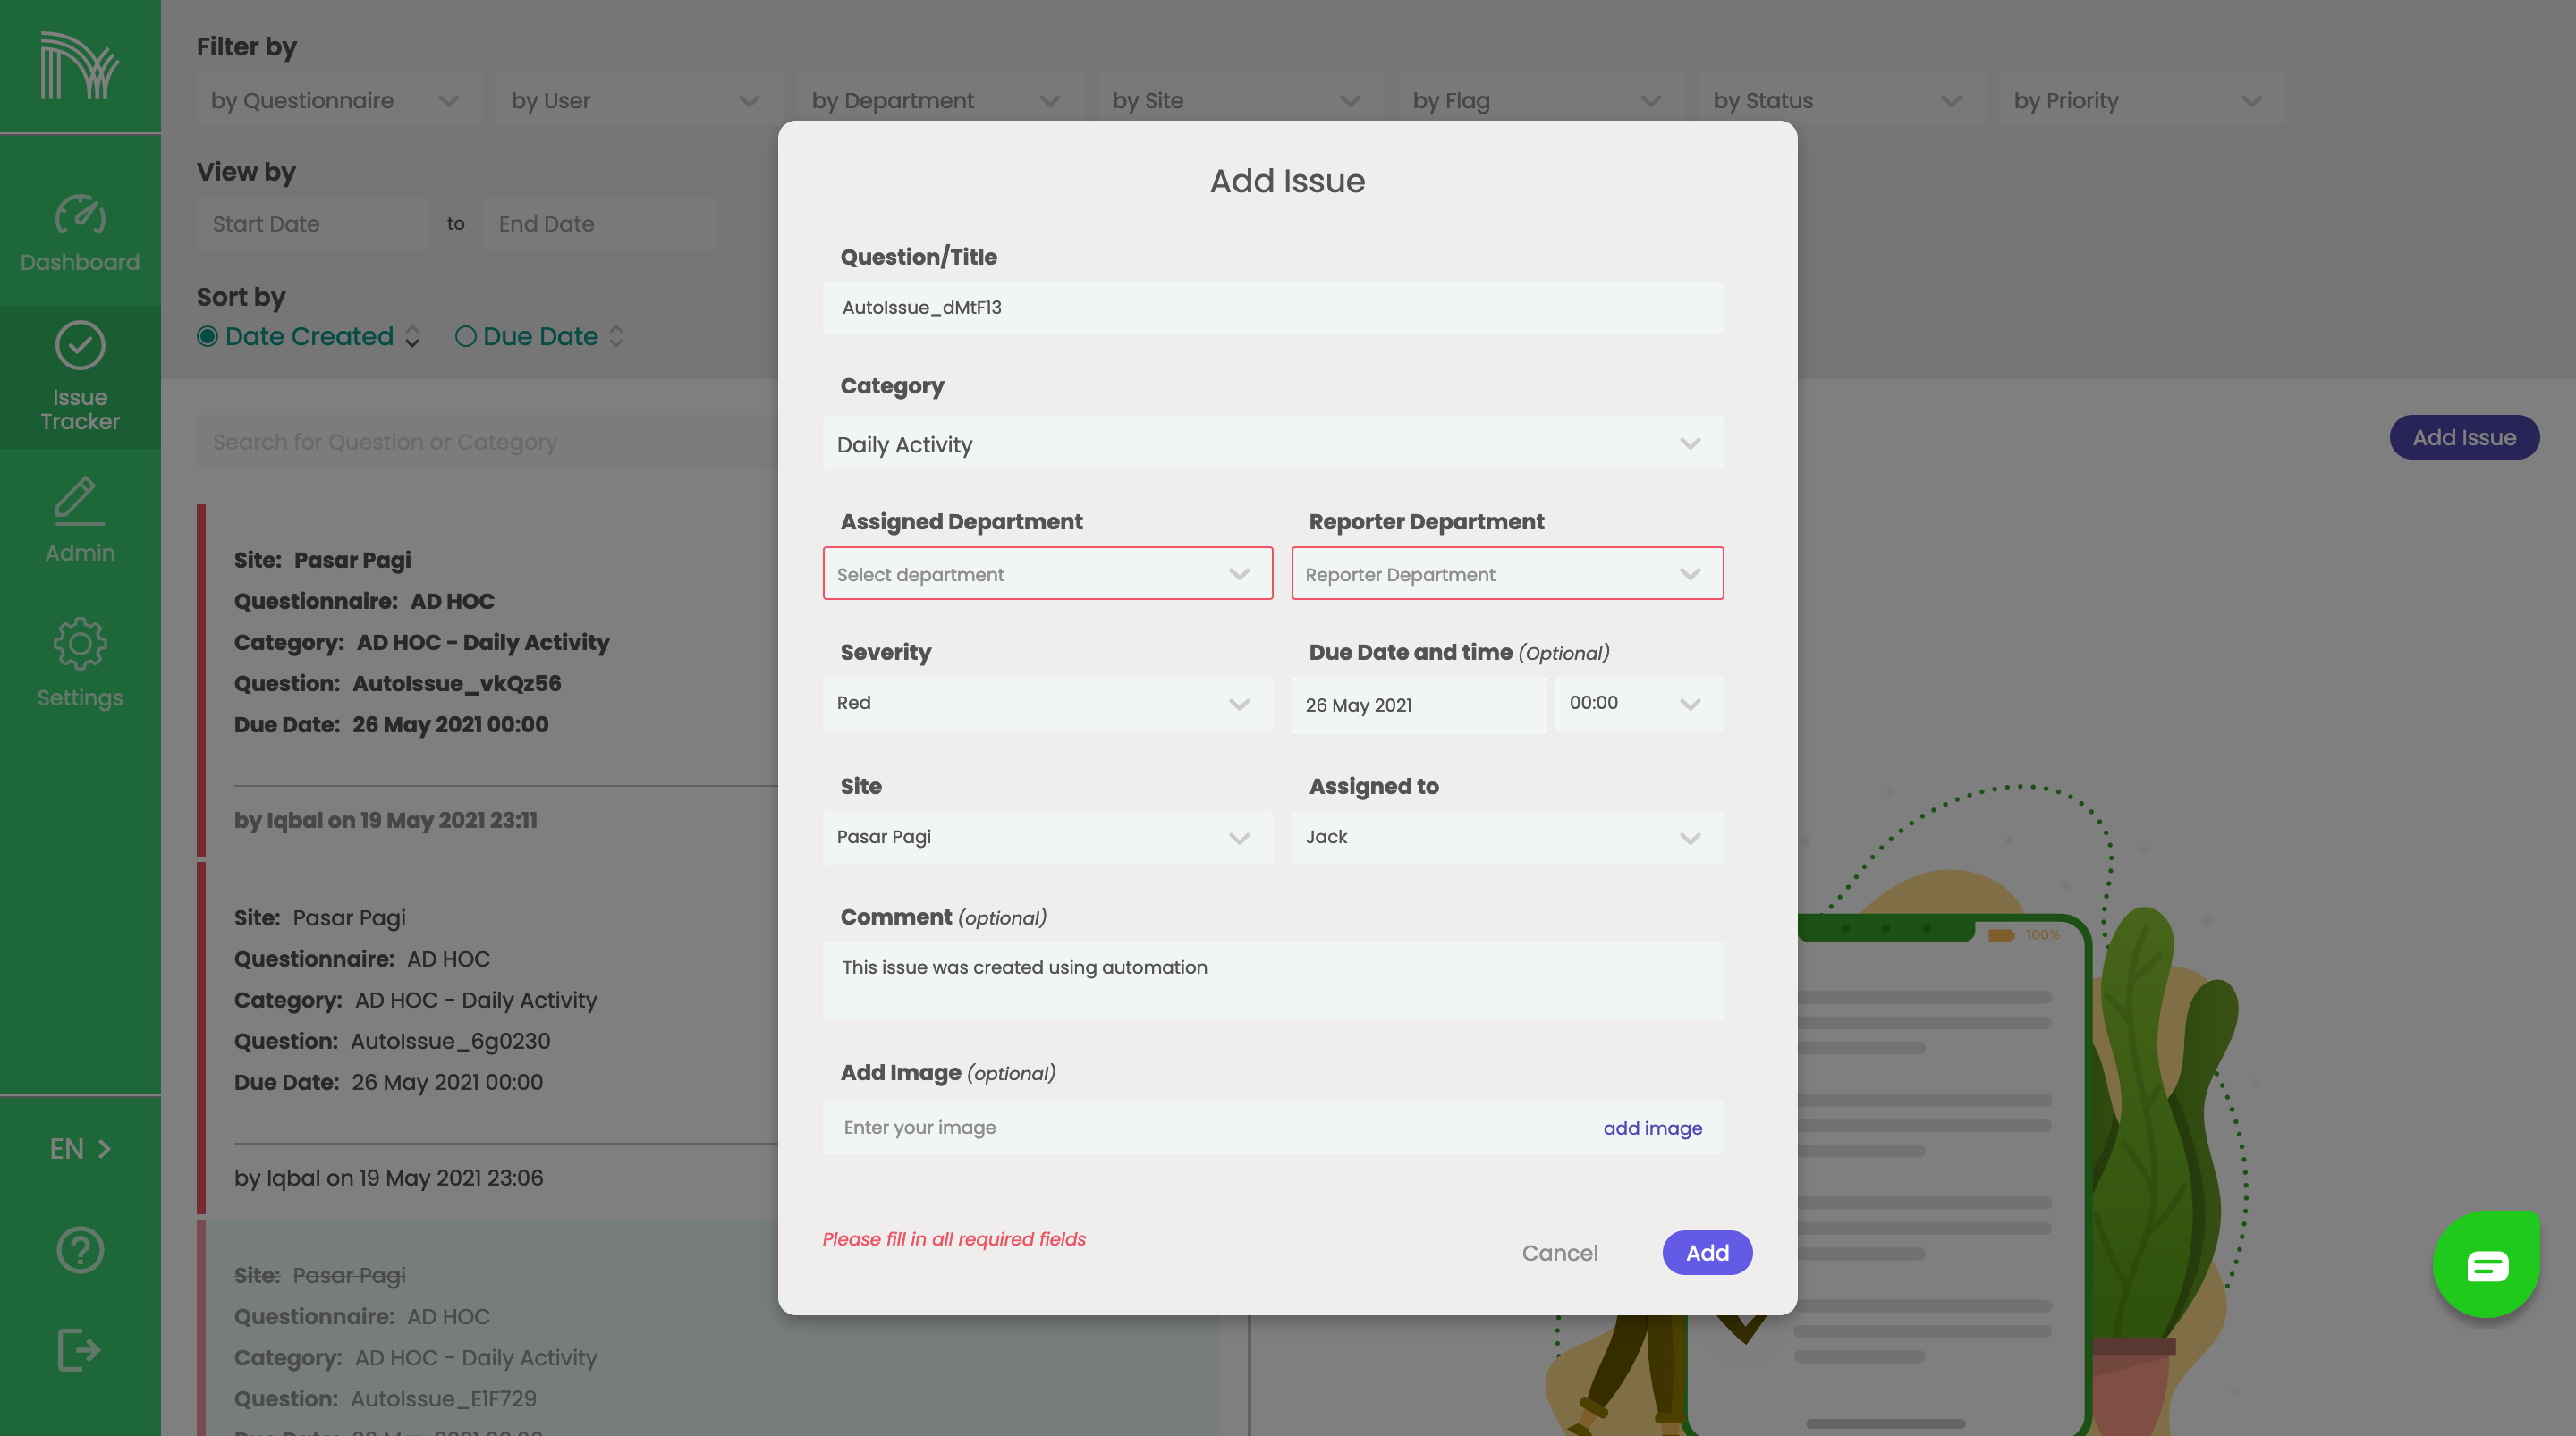 Filter by
by Questionnaire
by User
by Department
by Site
by Flag
by Status
by Priority
View by
Start Date
to
End Date
Sort by
Date Created
Due Date
Dashboard
Issue
Tracker
Admin
Settings
EN
Search for Question or Category
Add Issue
Site: Pasar Pagi
Questionnaire: AD HOC
Category: AD HOC - Daily Activity
Question: AutoIssue_vkQz56
Due Date: 26 May 2021 00:00
by Iqbal on 19 May 2021 23:11
Site: Pasar Pagi
Questionnaire: AD HOC
Category: AD HOC - Daily Activity
Question: AutoIssue_6g0230
Due Date: 26 May 2021 00:00
by Iqbal on 19 May 2021 23:06
Site: Pasar Pagi
Questionnaire: AD HOC
Category: AD HOC - Daily Activity
Question: AutoIssue_E1F729
Due Date: 26 May 2021 00:00
Add Issue
Question/Title
AutoIssue_dMtF13
Category
Daily Activity
Assigned Department
Reporter Department
Select department
Reporter Department
Severity
Due Date and time (Optional)
Red
26 May 2021
00:00
Site
Assigned to
Pasar Pagi
Jack
Comment (optional)
This issue was created using automation
Add Image (optional)
Enter your image
add image
Please fill in all required fields
Cancel
Add
100%